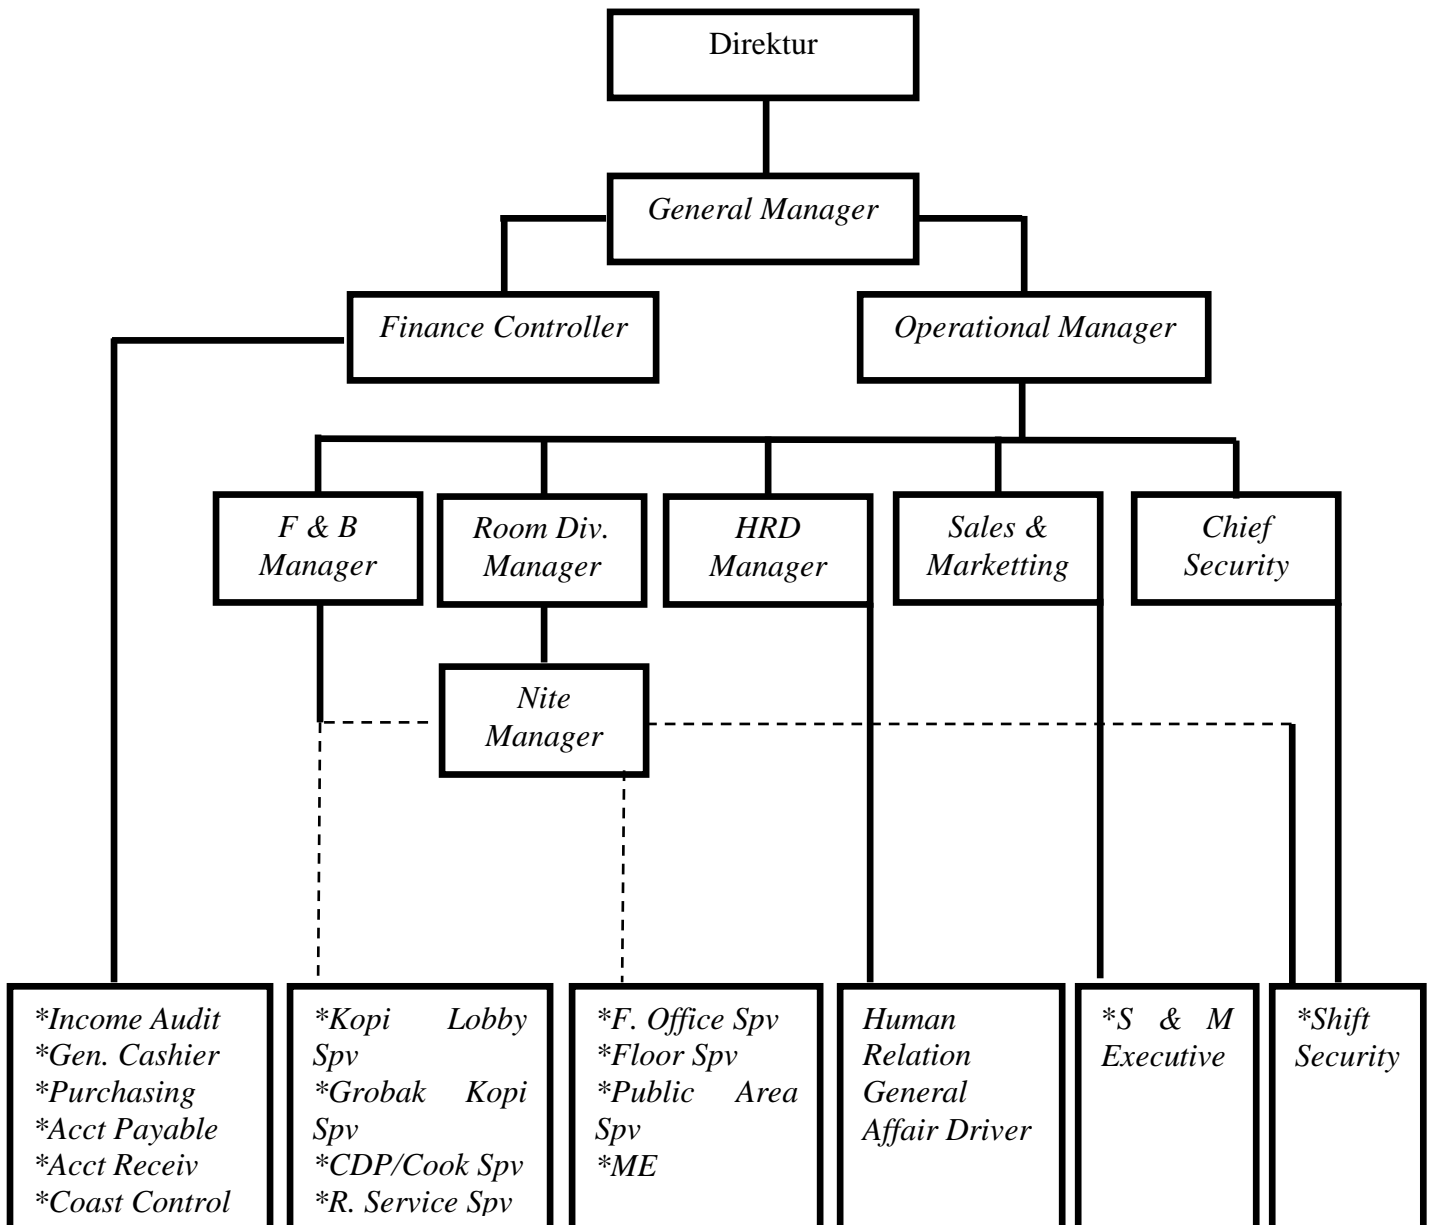 Direktur
General Manager
Finance Controller
Operational Manager
F & B
Manager
Room Div.
Manager
HRD
Manager
Sales &
Marketting
Chief
Security
Nite
Manager
*Income Audit
*Gen. Cashier
*Purchasing
*Acct Payable
*Acct Receiv
*Coast Control
*Kopi Lobby
Spv
*Grobak Kopi
Spv
*CDP/Cook Spv
*R. Service Spv
*F. Office Spv
*Floor Spv
*Public Area
Spv
*ME
Human
Relation
General
Affair Driver
*S & M
Executive
*Shift
Security